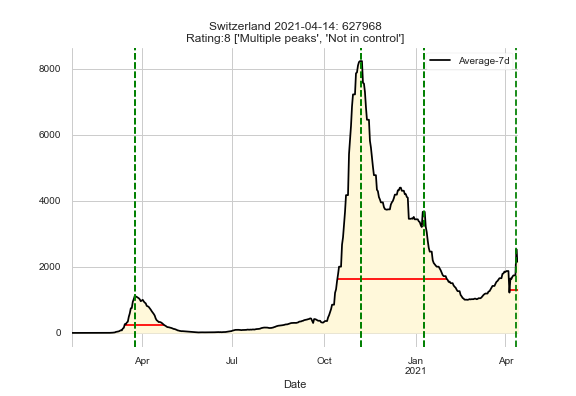 Switzerland 2021-04-14: 627968
Rating:8 ['Multiple peaks', 'Not in control']
Average-7d
8000
6000
4000
2000
0
Apr
Jul
Oct
Jan
2021
Apr
Date